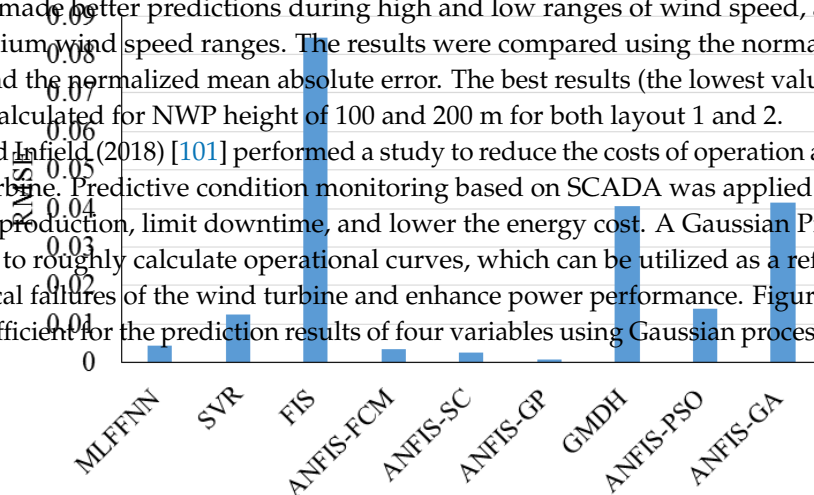 made better predictions during high and low ranges of wind speed,
0.09
ium wind speed ranges. The results were compared using the norma
0.08
nd the normalized mean absolute error. The best results (the lowest valu
0.07
alculated for NWP height of 100 and 200 m for both layout 1 and 2.
0.06
d Infield (2018) [101] performed a study to reduce the costs of operation a
0.05
rbine. Predictive condition monitoring based on SCADA was applied
RMSE
0.04
production, limit downtime, and lower the energy cost. A Gaussian P
0.03
to roughly calculate operational curves, which can be utilized as a ref
0.02
cal failures of the wind turbine and enhance power performance. Figur
0.01
fficient for the prediction results of four variables using Gaussian proces
0
MLFFNN
SVR
FIS
ANFIS-FCM
ANFIS-SC
ANFIS-GP
GMDH
ANFIS-PSO
ANFIS-GA